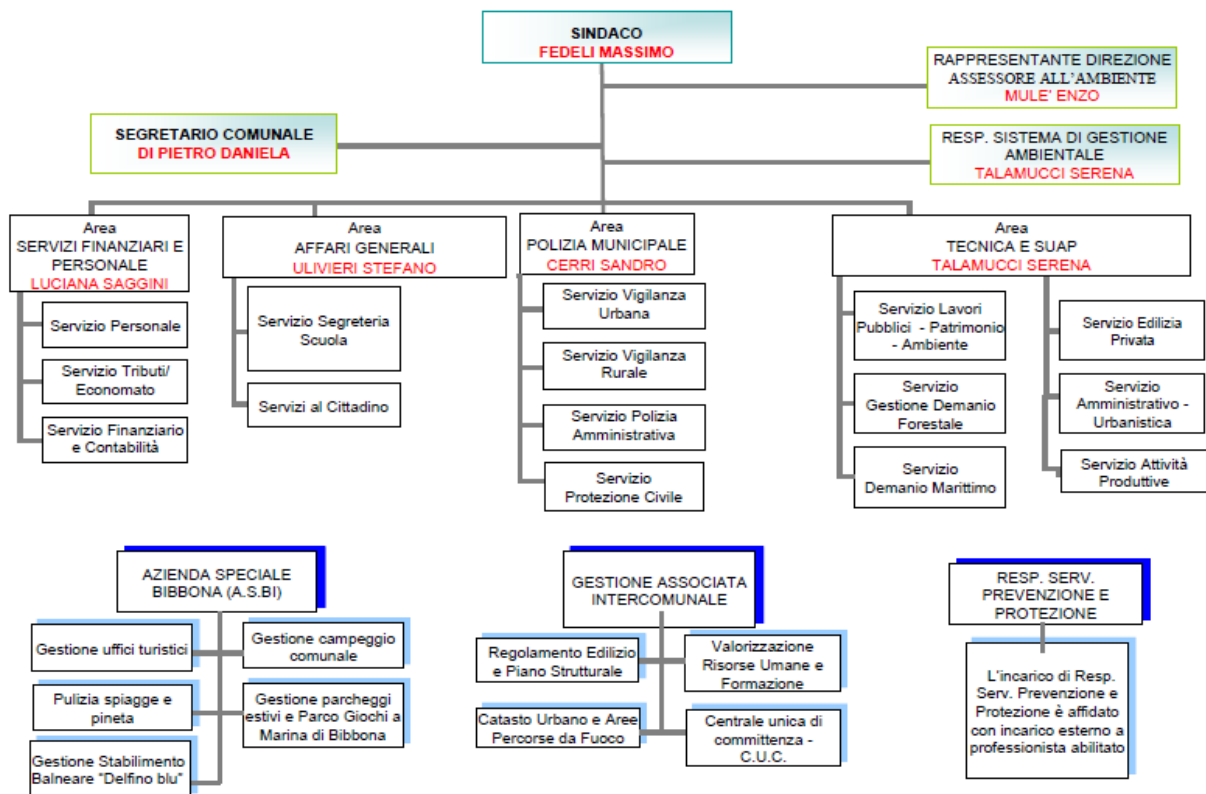 SINDACO
FEDELI MASSIMO
RAPPRESENTANTE DIREZIONE
ASSESSORE ALL'AMBIENTE
MULE' ENZO
SEGRETARIO COMUNALE
DI PIETRO DANIELA
RESP. SISTEMA DI GESTIONE
AMBIENTALE
TALAMUCCI SERENA
Area
SERVIZI FINANZIARI E
PERSONALE
LUCIANA SAGGINI
Servizio Personale
Servizio Tributi/
Economato
Servizio Finanziario
e Contabilità
Area
AFFARI GENERALI
ULIVIERI STEFANO
Servizio Segreteria
Scuola
Servizi al Cittadino
Area
POLIZIA MUNICIPALE
CERRI SANDRO
Servizio Vigilanza
Urbana
Servizio Vigilanza
Rurale
Servizio Polizia
Amministrativa
Servizio
Protezione Civile
Area
TECNICA E SUAP
TALAMUCCI SERENA
Servizio Lavori
Pubblici - Patrimonio
- Ambiente
Servizio
Gestione Demanio
Forestale
Servizio
Demanio Marittimo
Servizio Edilizia
Privata
Servizio
Amministrativo -
Urbanistica
Servizio Attività
Produttive
AZIENDA SPECIALE
BIBBONA (A.S.BI)
Gestione uffici turistici
Gestione campeggio
comunale
Pulizia spiagge e
pineta
Gestione parcheggi
estivi e Parco Giochi a
Marina di Bibbona
Gestione Stabilimento
Balneare "Delfino blu"
GESTIONE ASSOCIATA
INTERCOMUNALE
Regolamento Edilizio
e Piano Strutturale
Valorizzazione
Risorse Umane e
Formazione
Catasto Urbano e Aree
Percorse da Fuoco
Centrale unica di
committenza -
C.U.C.
RESP. SERV.
PREVENZIONE E
PROTEZIONE
L'incarico di Resp.
Serv. Prevenzione e
Protezione è affidato
con incarico esterno a
professionista abilitato